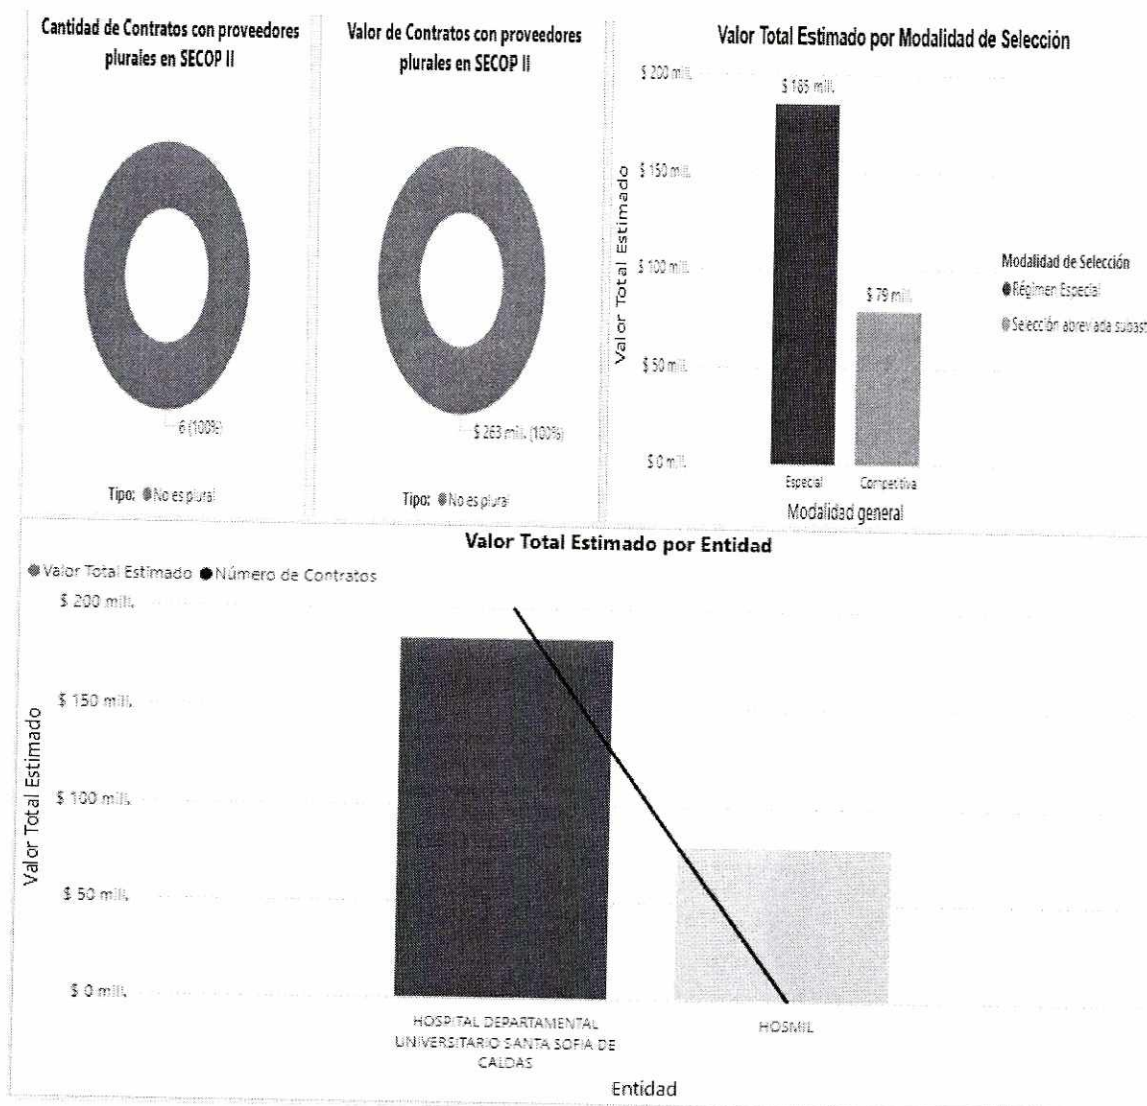 Cantidad de Contratos con proveedores
plurales en SECOP II
6 (100%)
Tipo: No es plural
Valor de Contratos con proveedores
plurales en SECOP II
$ 263 mill. (100%)
Tipo: No es plural
Valor Total Estimado por Modalidad de Selección
Valor Total Estimado
$ 200 mill.
$ 150 mill.
$ 100 mill.
$ 50 mill.
$ 0 mill.
$ 185 mill.
$ 79 mill.
Especial
Competitiva
Modalidad general
Modalidad de Selección
Régimen Especial
Selección abreviada subast
Valor Total Estimado por Entidad
Valor Total Estimado Número de Contratos
Valor Total Estimado
$ 200 mill.
$ 150 mill.
$ 100 mill.
$ 50 mill.
$ 0 mill.
HOSPITAL DEPARTAMENTAL
UNIVERSITARIO SANTA SOFIA DE
CALDAS
HOSMIL
Entidad